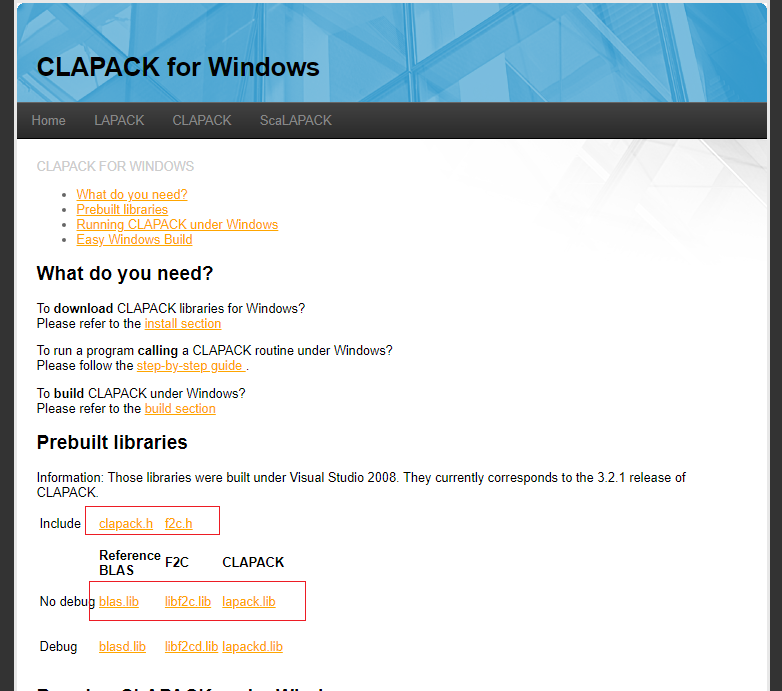 CLAPACK for Windows
Home LAPACK CLAPACK ScaLAPACK
CLAPACK FOR WINDOWS
What do you need?
Prebuilt libraries
Running CLAPACK under Windows
Easy Windows Build
What do you need?
To download CLAPACK libraries for Windows?
Please refer to the install section
To run a program calling a CLAPACK routine under Windows?
Please follow the step-by-step guide .
To build CLAPACK under Windows?
Please refer to the build section
Prebuilt libraries
Information: Those libraries were built under Visual Studio 2008. They currently corresponds to the 3.2.1 release of
CLAPACK.
Include clapack.h f2c.h
Reference
BLAS F2C CLAPACK
No debug blas.lib libf2c.lib lapack.lib
Debug blasd.lib libf2cd.lib lapackd.lib